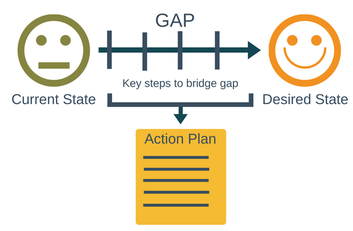 GAP
Key steps to bridge gap
Current State
Desired State
Action Plan